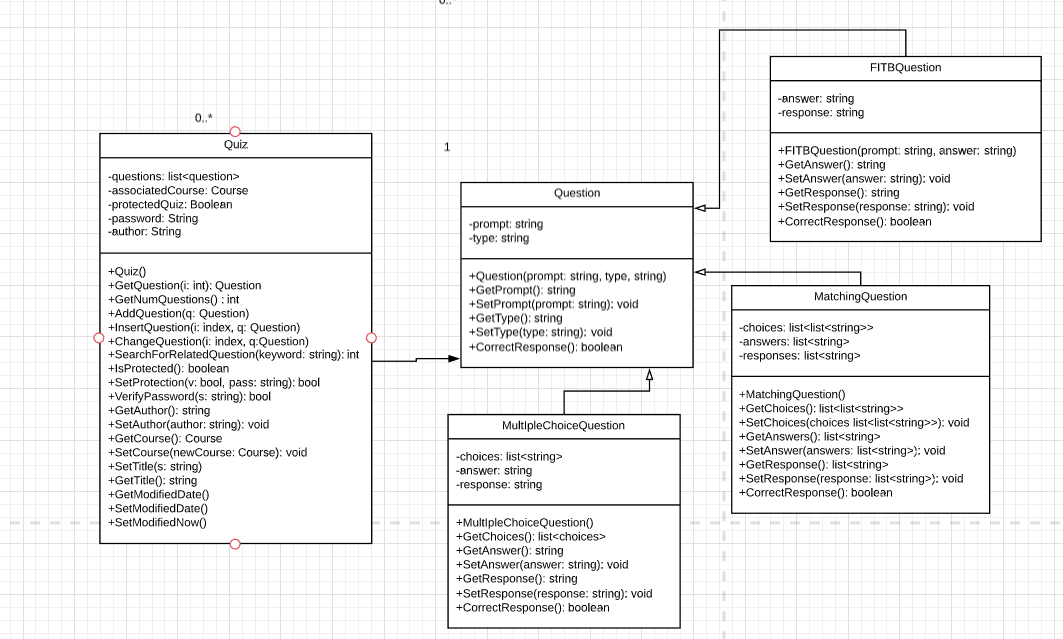 0..
0..*
Quiz
-questions: list<question>
-associatedCourse: Course
-protectedQuiz: Boolean
-password: String
-author: String
+Quiz()
+GetQuestion(i: int): Question
+GetNumQuestions() : int
+AddQuestion(q: Question)
+InsertQuestion(i: index, q: Question)
+ChangeQuestion(i: index, q:Question)
+SearchForRelatedQuestion(keyword: string): int
+IsProtected(): boolean
+SetProtection(v: bool, pass: string): bool
+VerifyPassword(s: string): bool
+GetAuthor(): string
+SetAuthor(author: string): void
+GetCourse(): Course
+SetCourse(newCourse: Course): void
+SetTitle(s: string)
+GetTitle(): string
+GetModifiedDate()
+SetModifiedDate()
+SetModifiedNow()
1
Question
-prompt: string
-type: string
+Question(prompt: string, type, string)
+GetPrompt(): string
+SetPrompt(prompt: string): void
+GetType(): string
+SetType(type: string): void
+CorrectResponse(): boolean
MultIpleChoiceQuestion
-choices: list<string>
-answer: string
-response: string
+MultIpleChoiceQuestion()
+GetChoices(): list<choices>
+GetAnswer(): string
+SetAnswer(answer: string): void
+GetResponse(): string
+SetResponse(response: string): void
+CorrectResponse(): boolean
FITBQuestion
-answer: string
-response: string
+FITBQuestion(prompt: string, answer: string)
+GetAnswer(): string
+SetAnswer(answer: string): void
+GetResponse(): string
+SetResponse(response: string): void
+CorrectResponse(): boolean
MatchingQuestion
-choices: list<list<string>>
-answers: list<string>
-responses: list<string>
+MatchingQuestion()
+GetChoices(): list<list<string>>
+SetChoices(choices list<list<string>>): void
+GetAnswers(): list<string>
+SetAnswer(answers: list<string>): void
+GetResponse(): list<string>
+SetResponse(response: list<string>): void
+CorrectResponse(): boolean